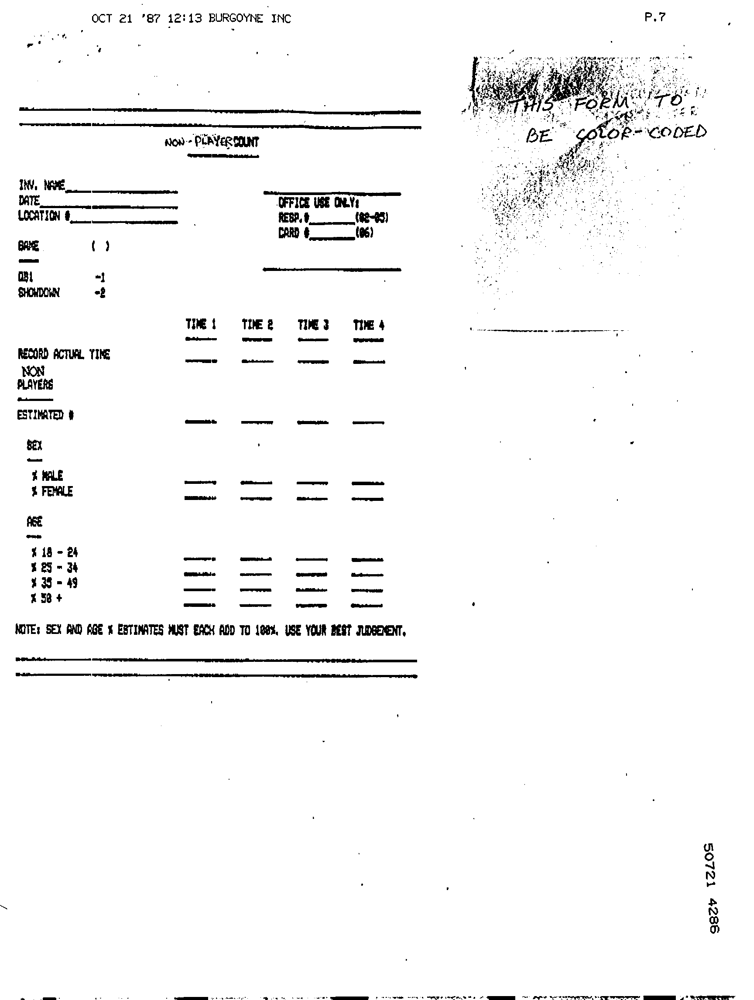 OCT 21 '87 12:13 BURGOYNE INC P.7
THIS FORM TO
BE COLOR-CODED
NON-PLAYER COUNT
INV. NAME
DATE
LOCATION #
OFFICE USE ONLY:
RESP. # (02-05)
CARD # (06)
GAME ( )
QB1 -1
SHOWDOWN -2
TIME 1 TIME 2 TIME 3 TIME 4
RECORD ACTUAL TIME
NON
PLAYERS
ESTIMATED #
SEX
% MALE
% FEMALE
AGE
% 18 - 24
% 25 - 34
% 35 - 49
% 50 +
NOTE: SEX AND AGE % ESTIMATES MUST EACH ADD TO 100%. USE YOUR BEST JUDGEMENT.
50721 4286